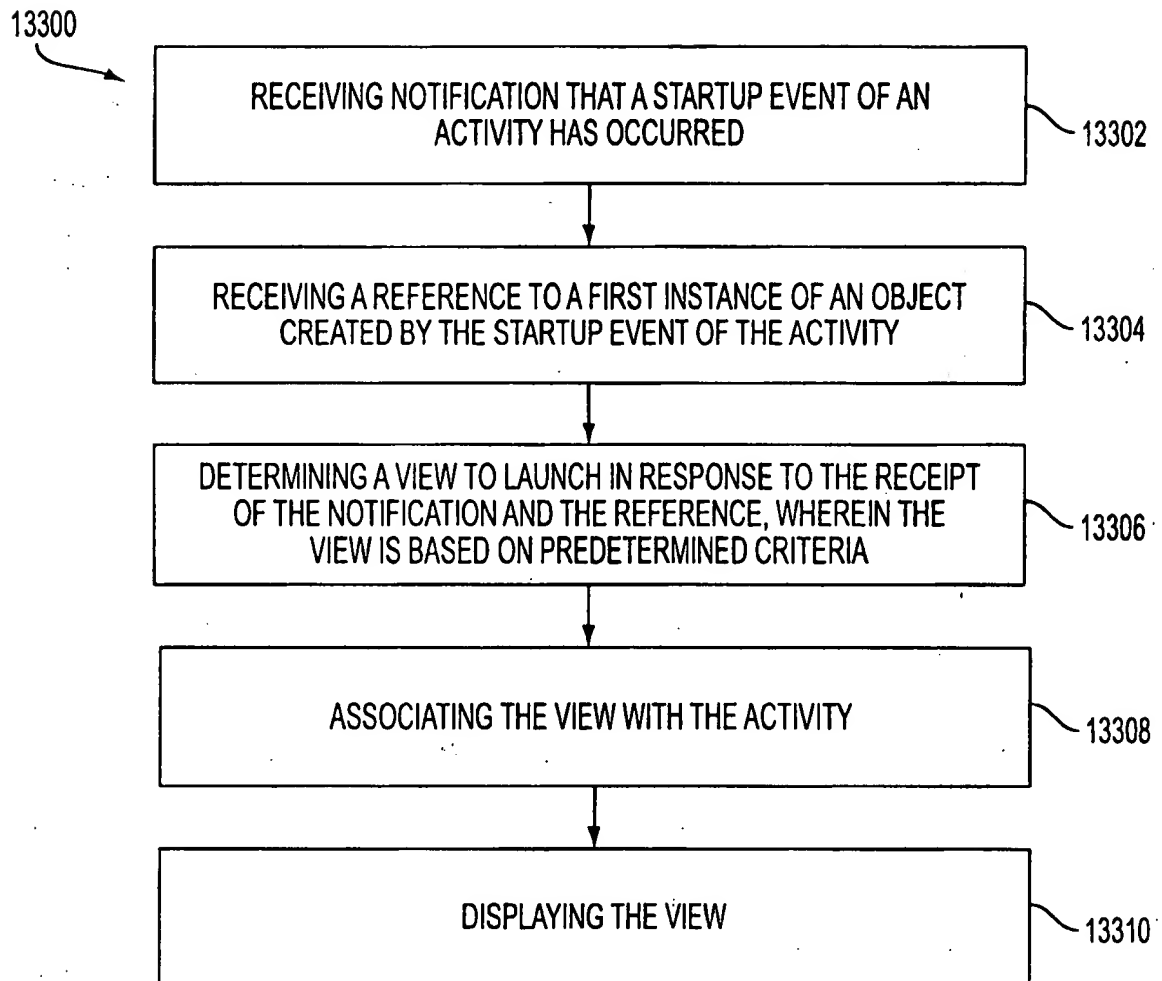 13300
RECEIVING NOTIFICATION THAT A STARTUP EVENT OF AN
ACTIVITY HAS OCCURRED
13302
RECEIVING A REFERENCE TO A FIRST INSTANCE OF AN OBJECT
CREATED BY THE STARTUP EVENT OF THE ACTIVITY
13304
DETERMINING A VIEW TO LAUNCH IN RESPONSE TO THE RECEIPT
OF THE NOTIFICATION AND THE REFERENCE, WHEREIN THE
VIEW IS BASED ON PREDETERMINED CRITERIA
13306
ASSOCIATING THE VIEW WITH THE ACTIVITY
13308
DISPLAYING THE VIEW
13310